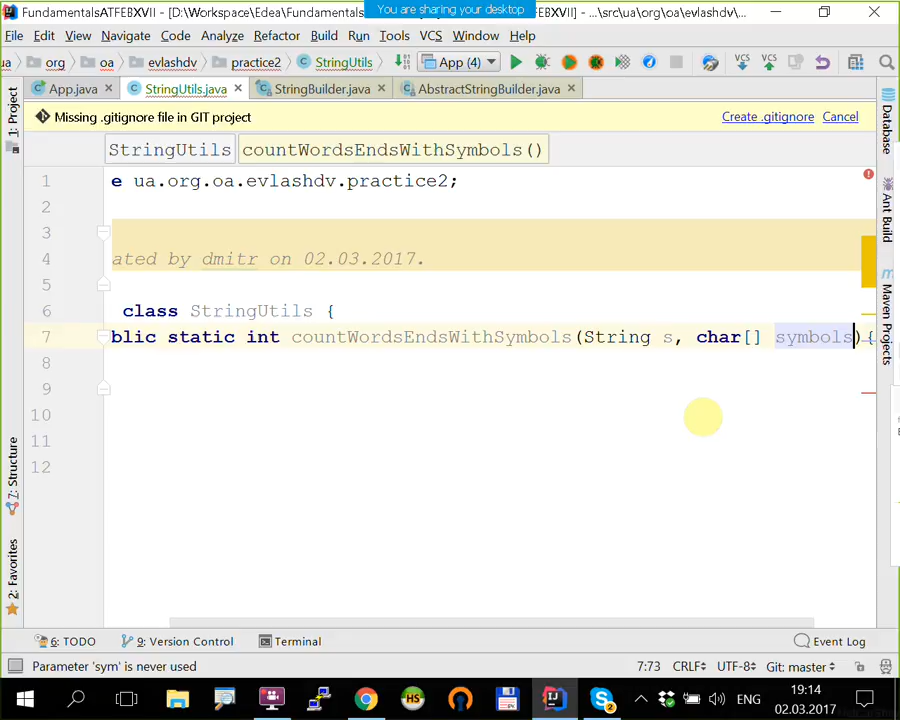 You are sharing your desktop
FundamentalsATFEBXVII - [D:\Workspace\Edea\Fundamentals
FEBXVII] - ...\src\ua\org\oa\evlashdv\...
File Edit View Navigate Code Analyze Refactor Build Run Tools VCS Window Help
ua org oa evlashdv practice2 StringUtils App (4) VCS VCS
App.java StringUtils.java StringBuilder.java AbstractStringBuilder.java
Missing .gitignore file in GIT project Create .gitignore Cancel
StringUtils countWordsEndsWithSymbols()
1 e ua.org.oa.evlashdv.practice2;
2
3
4 ated by dmitr on 02.03.2017.
5
6 class StringUtils {
7 blic static int countWordsEndsWithSymbols(String s, char[] symbols){
8
9
10
11
12
1: Project
7: Structure
2: Favorites
Database
Ant Build
Maven Projects
6: TODO 9: Version Control Terminal Event Log
Parameter 'sym' is never used 7:73 CRLF UTF-8 Git: master
HS ENG 19:14
02.03.2017